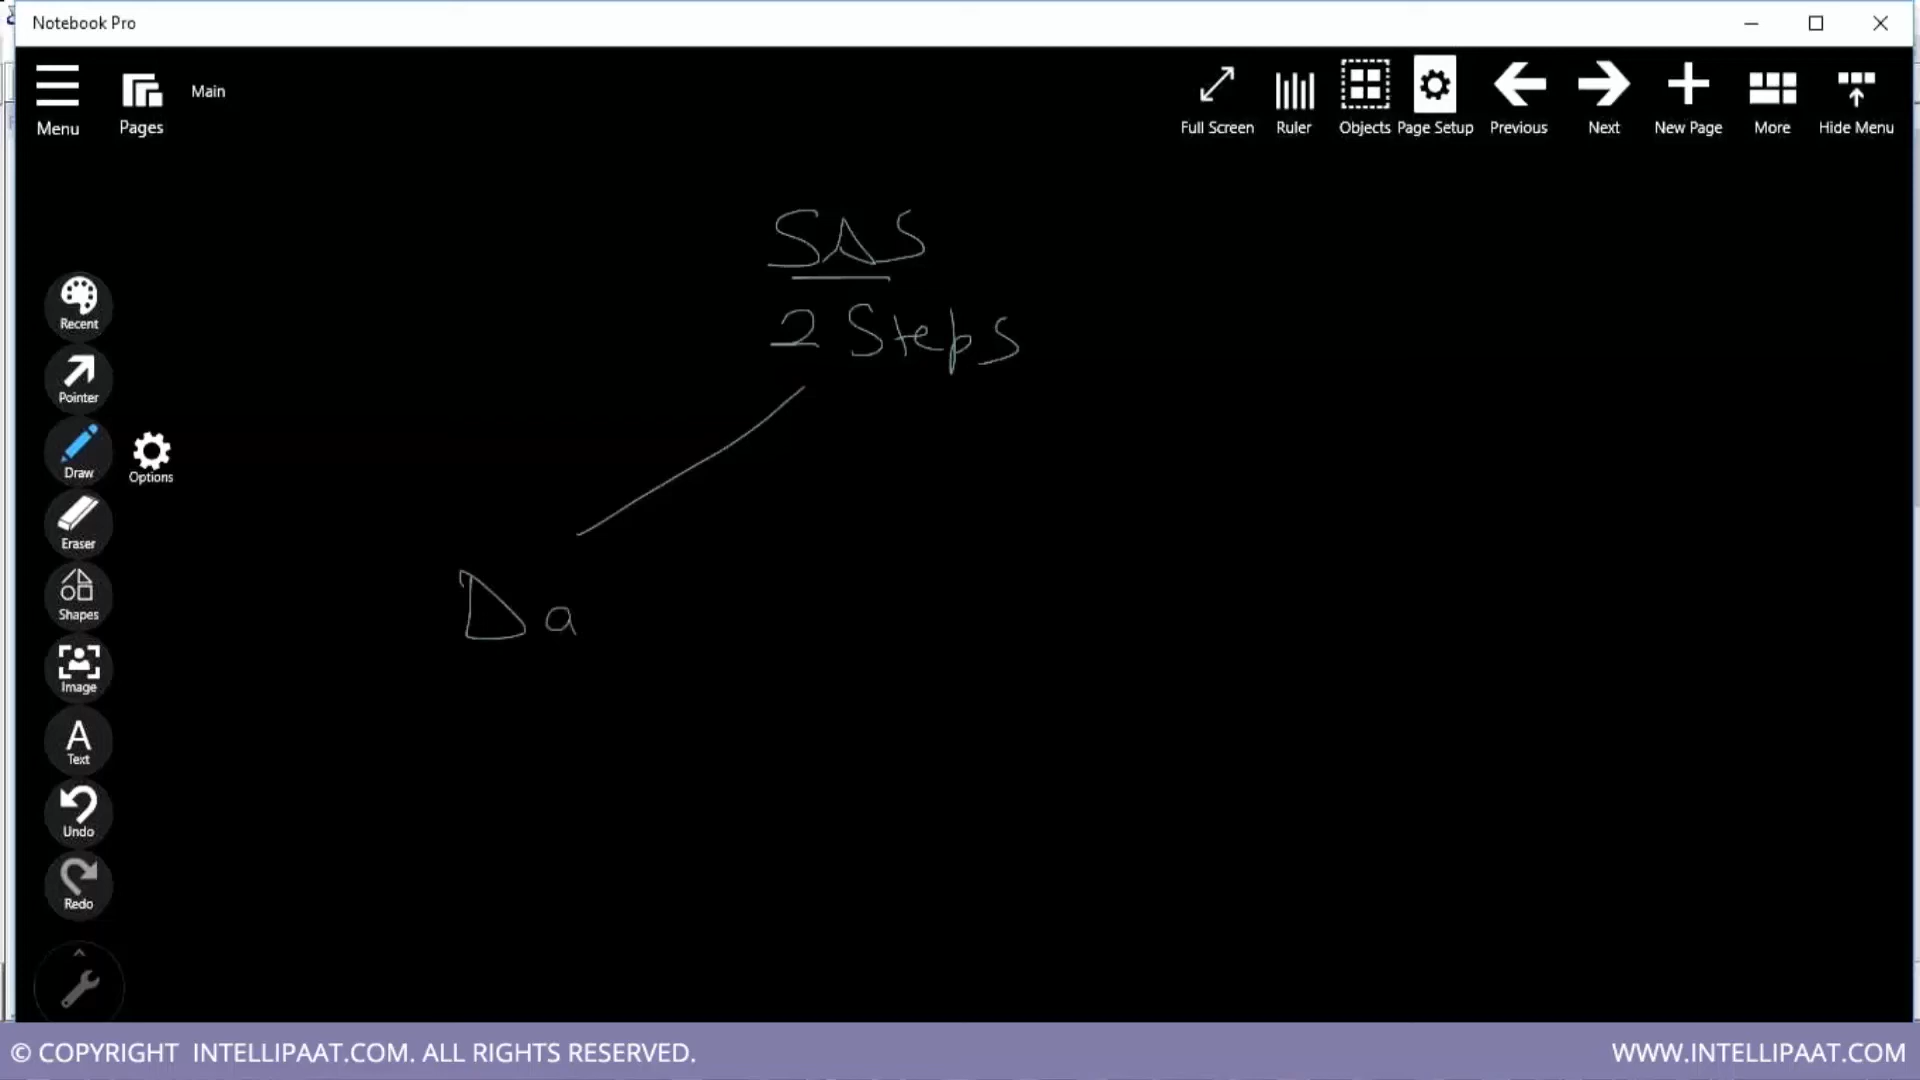 Notebook Pro
Menu
Pages
Main
Full Screen
Ruler
Objects
Page Setup
Previous
Next
New Page
More
Hide Menu
SAS
2 Steps
Da
Recent
Pointer
Draw
Options
Eraser
Shapes
Image
A
Text
Undo
Redo
© COPYRIGHT INTELLIPAAT.COM. ALL RIGHTS RESERVED.
WWW.INTELLIPAAT.COM